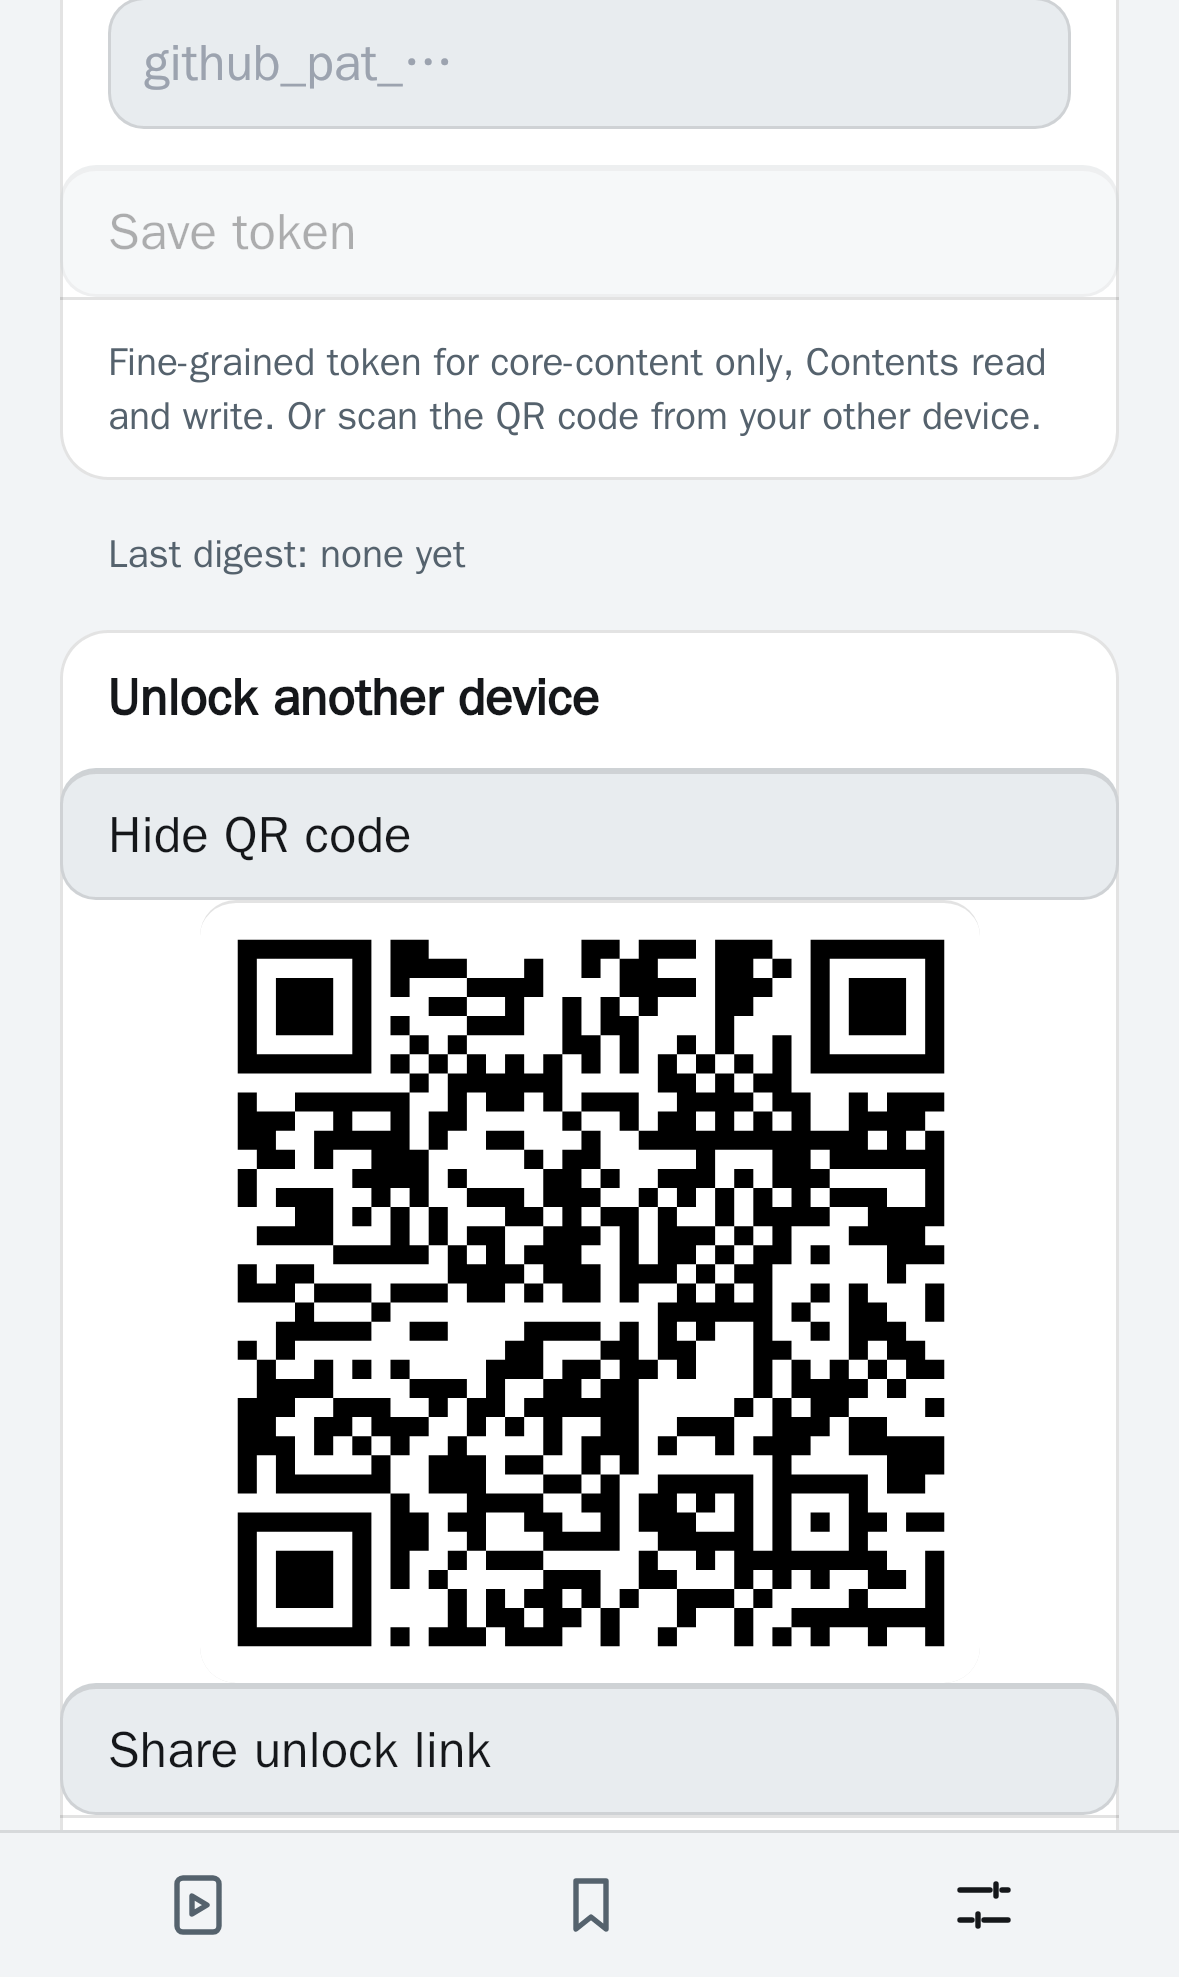 github_pat_···
Save token
Fine-grained token for core-content only, Contents read
and write. Or scan the QR code from your other device.
Last digest: none yet
Unlock another device
Hide QR code
Share unlock link